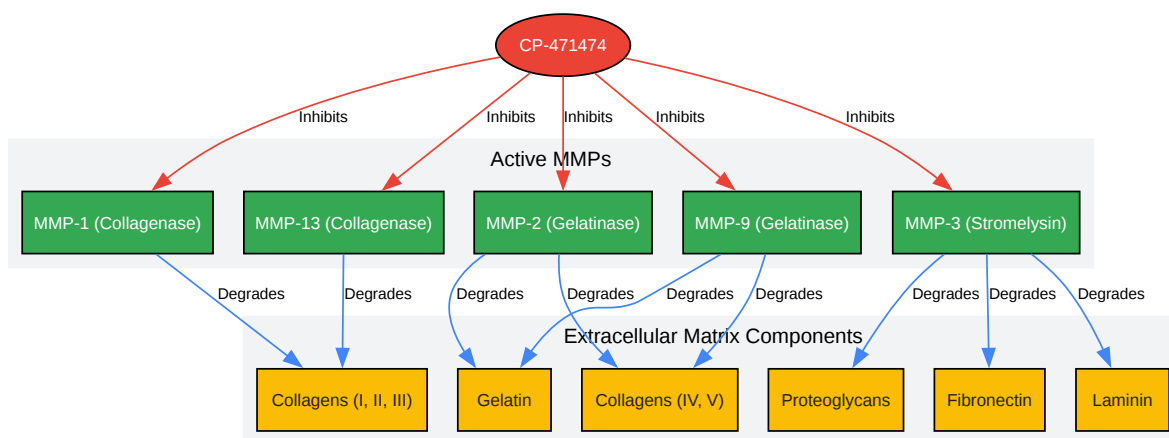 CP-471474
Inhibits
Inhibits
Inhibits
Inhibits
Inhibits
Active MMPs
MMP-1 (Collagenase)
MMP-13 (Collagenase)
MMP-2 (Gelatinase)
MMP-9 (Gelatinase)
MMP-3 (Stromelysin)
Degrades
Degrades
Degrades
Degrades
Degrades
Degrades
Degrades
Degrades
Degrades
Extracellular Matrix Components
Collagens (I, II, III)
Gelatin
Collagens (IV, V)
Proteoglycans
Fibronectin
Laminin